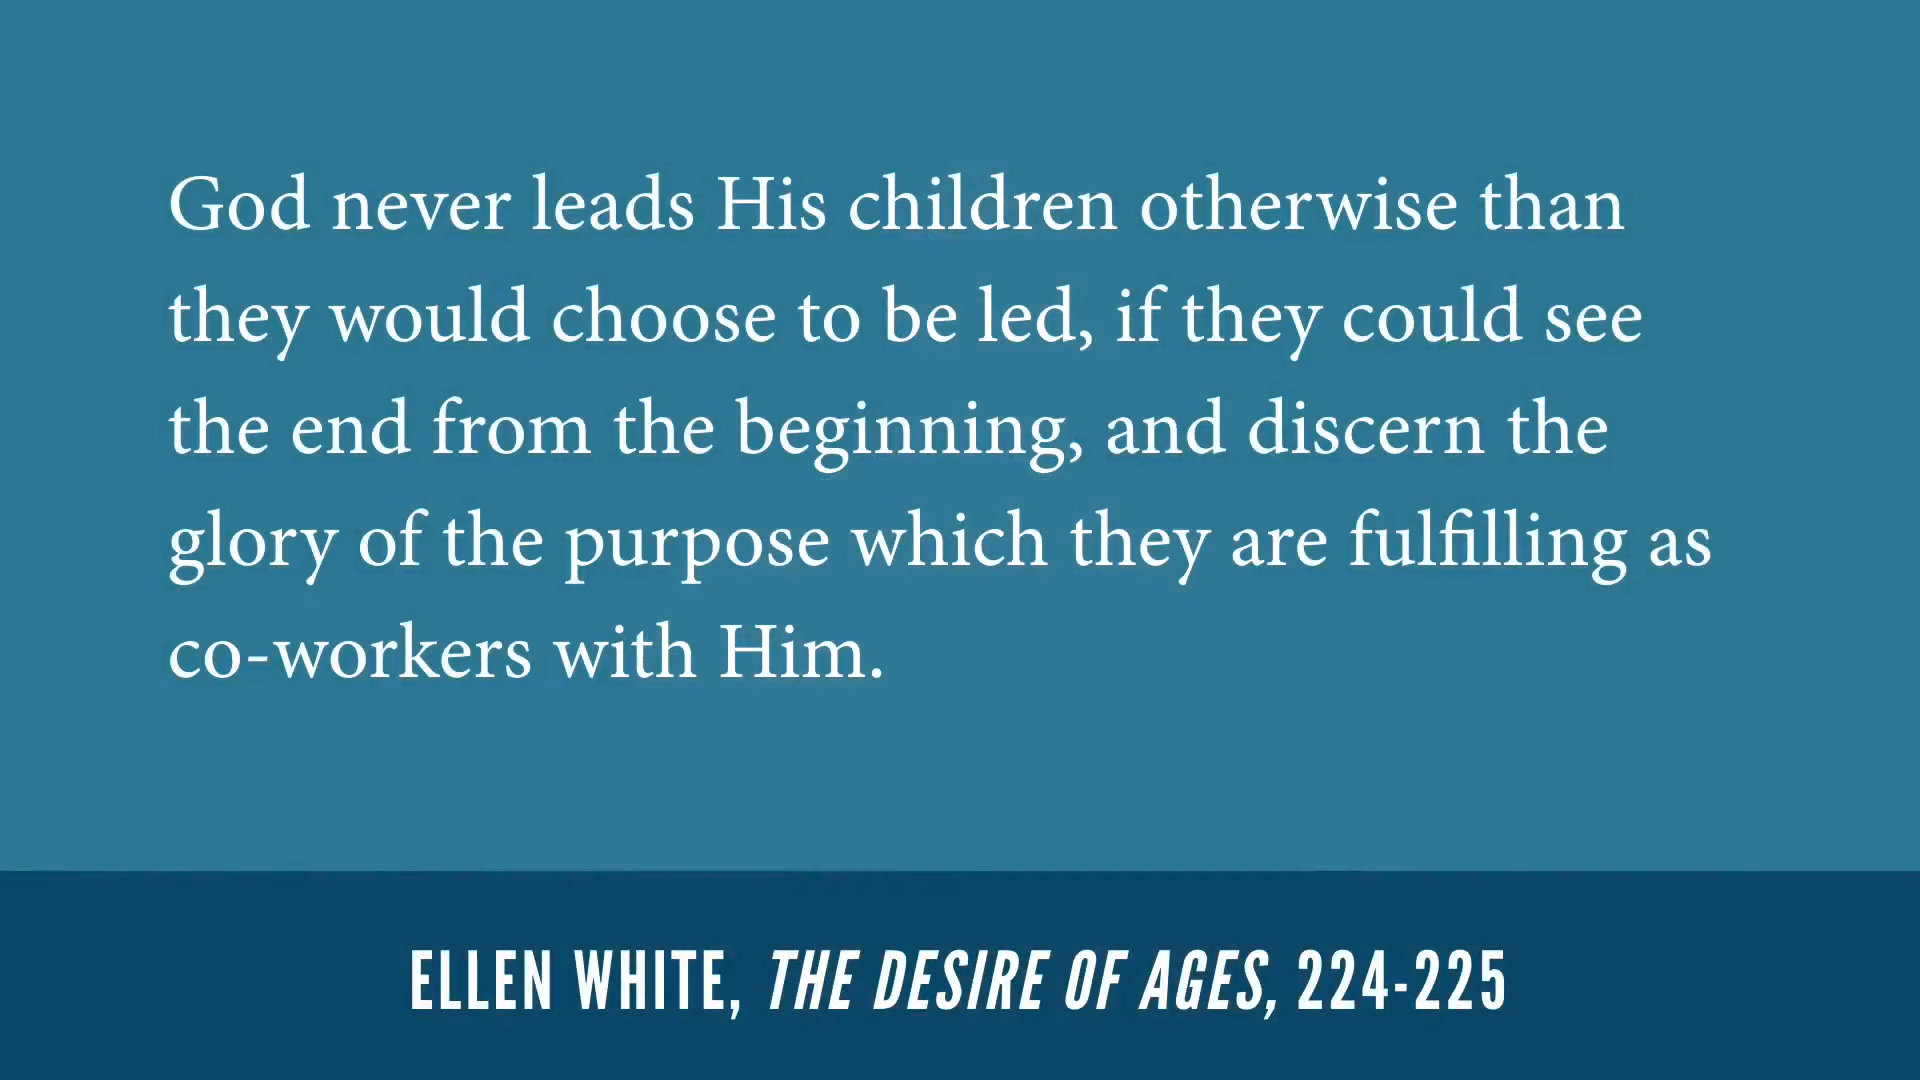 God never leads His children otherwise than
they would choose to be led, if they could see
the end from the beginning, and discern the
glory of the purpose which they are fulfilling as
co-workers with Him.
ELLEN WHITE, THE DESIRE OF AGES, 224-225